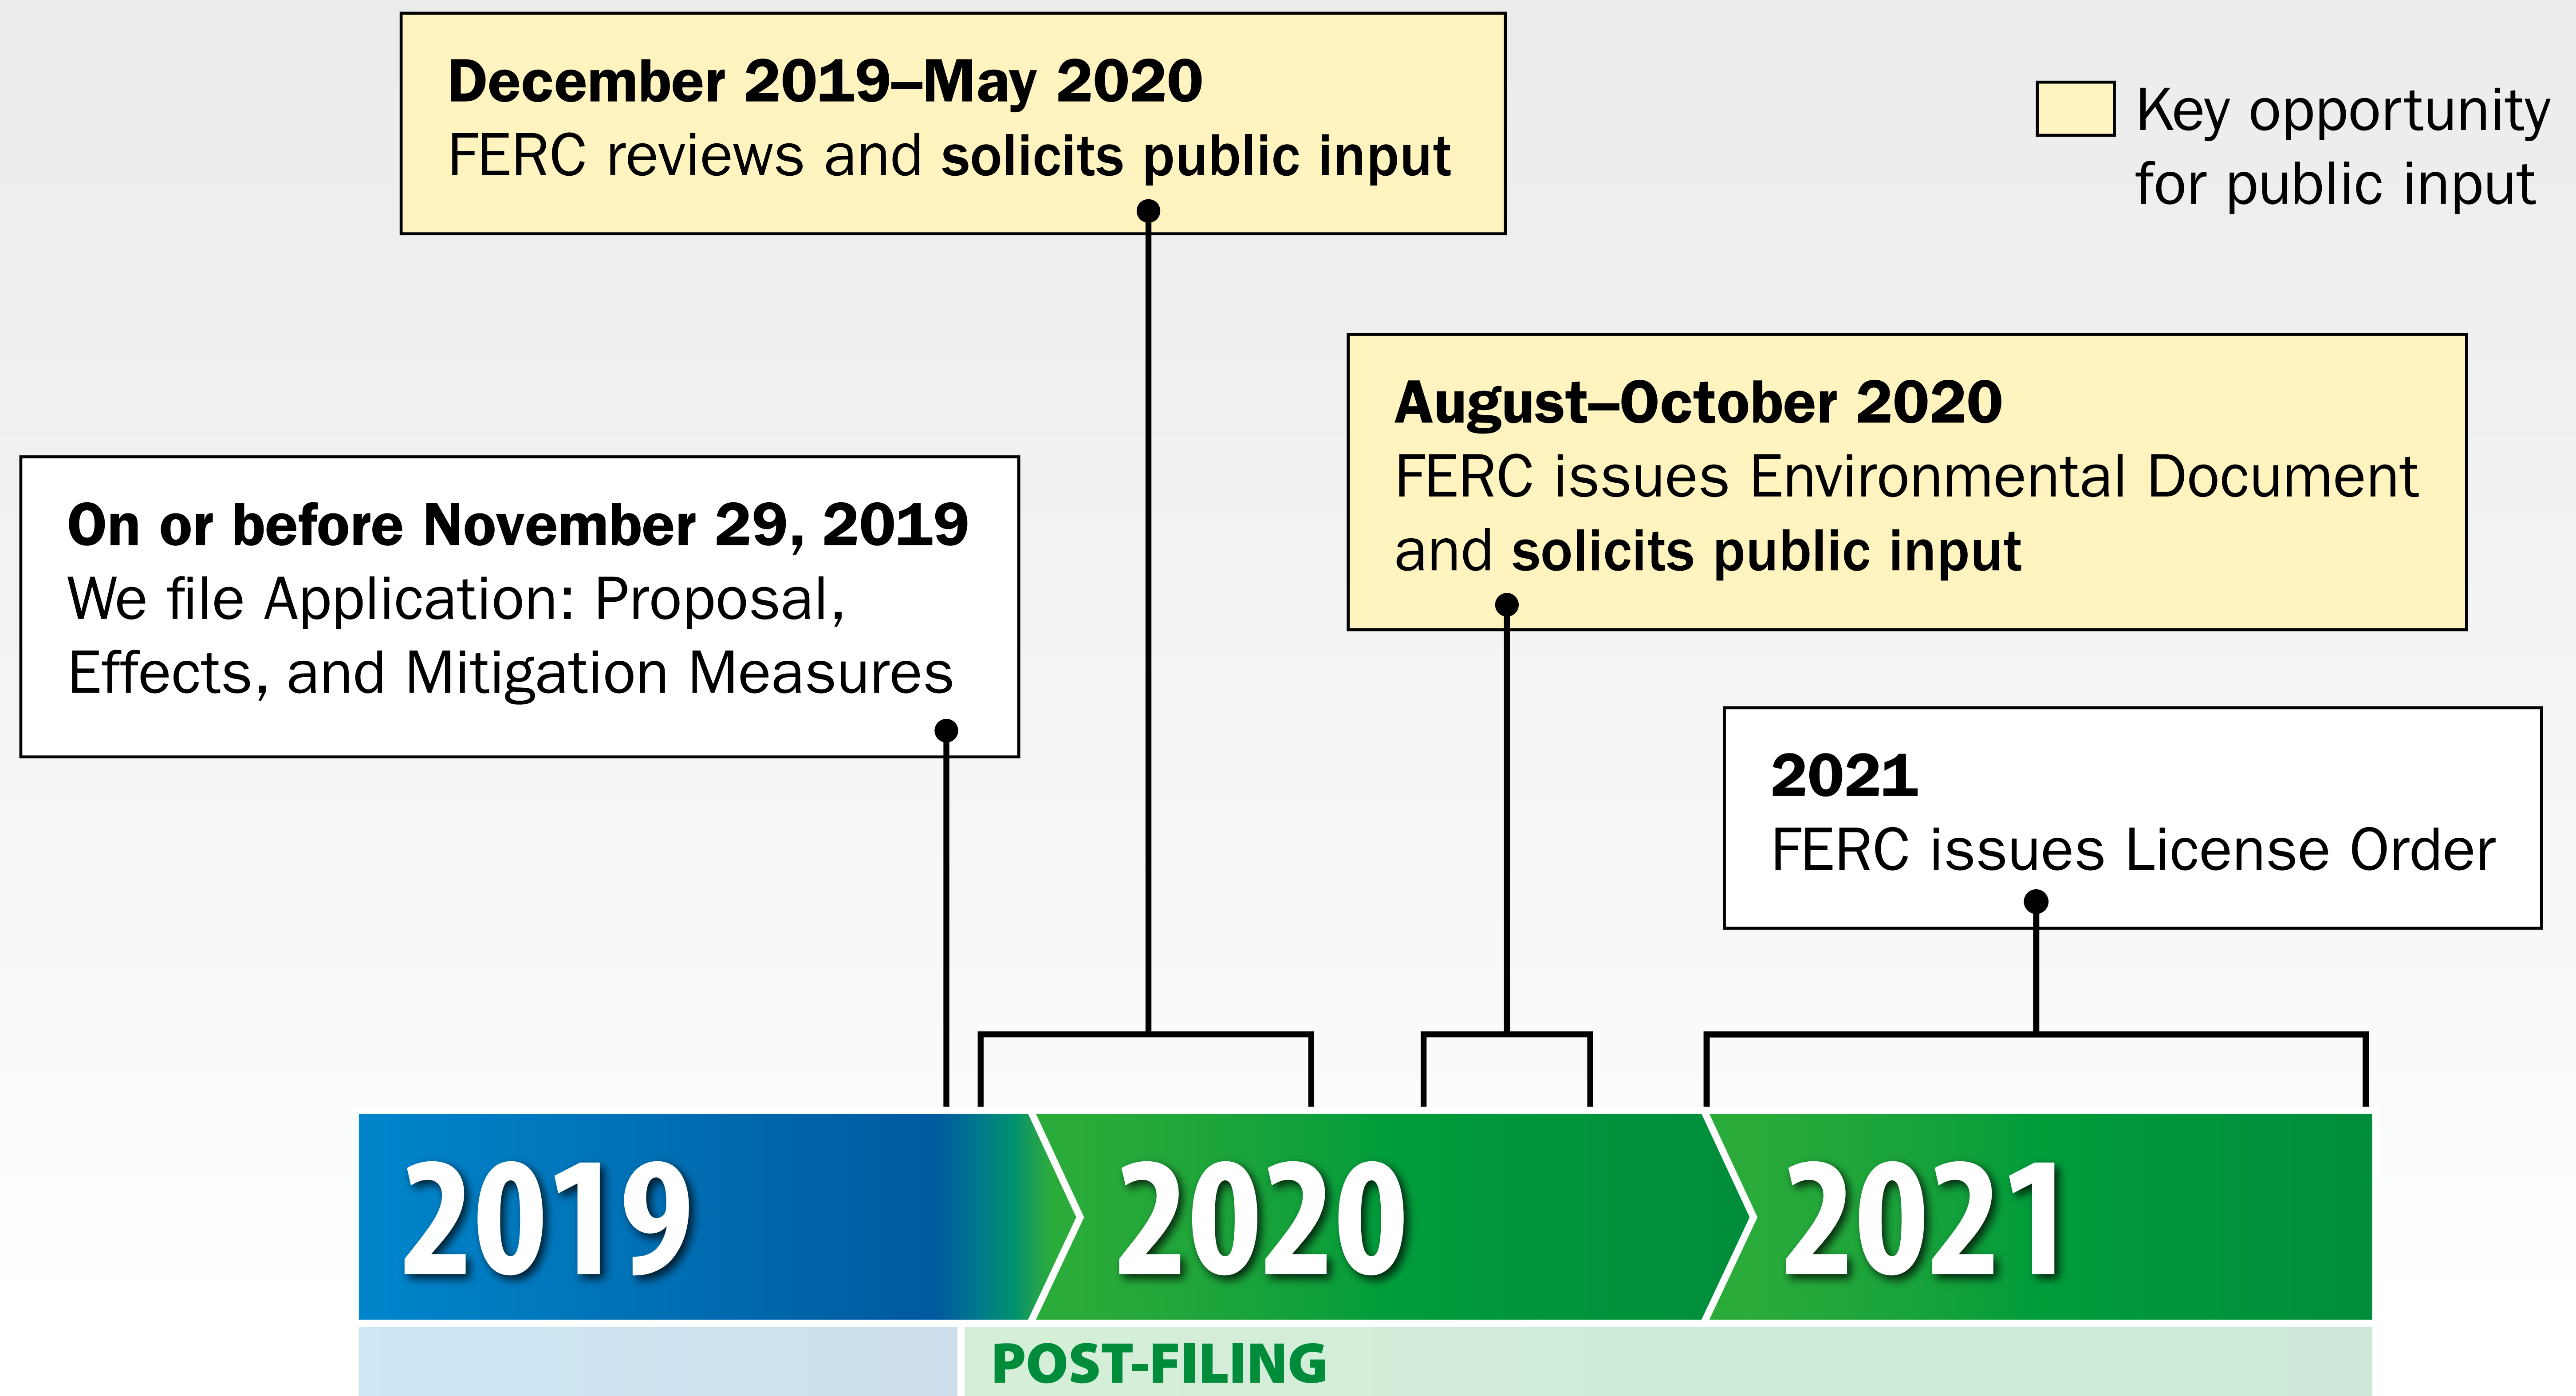 December 2019–May 2020
FERC reviews and solicits public input
Key opportunity
for public input
August–October 2020
FERC issues Environmental Document
and solicits public input
On or before November 29, 2019
We file Application: Proposal,
Effects, and Mitigation Measures
2021
FERC issues License Order
2019
2020
2021
POST-FILING